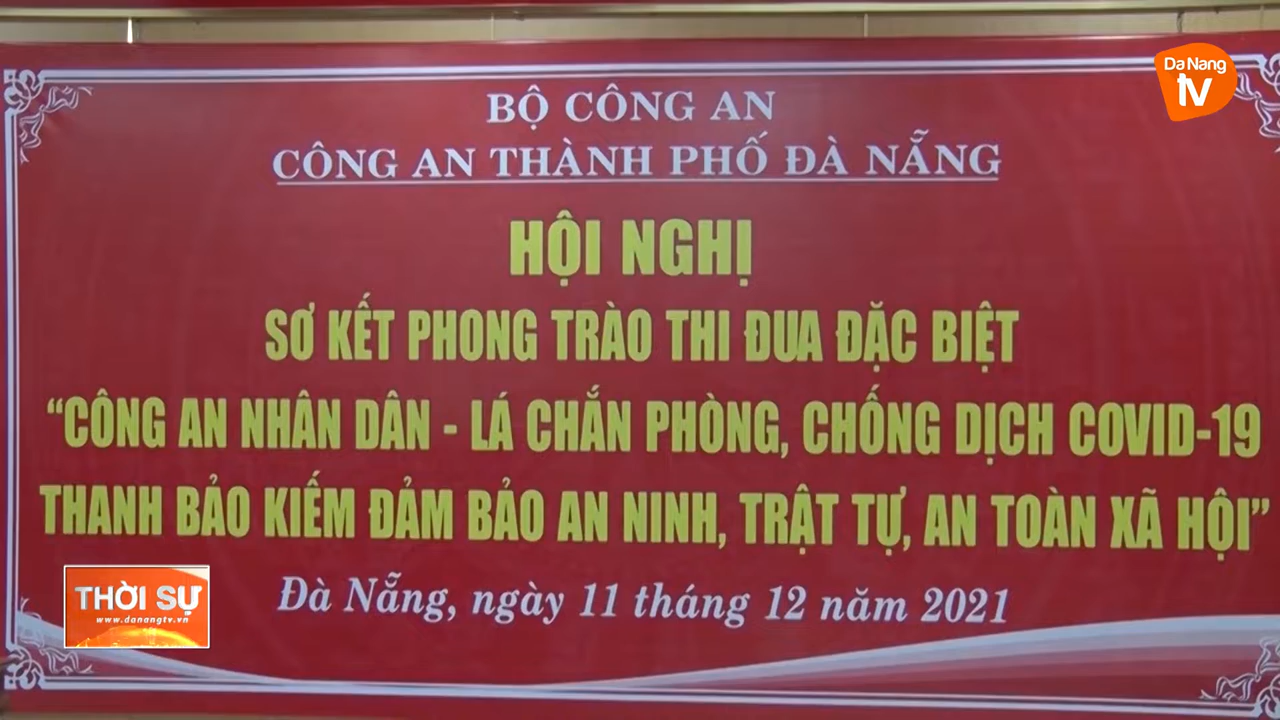 Da Nang
tv
BỘ CÔNG AN
CÔNG AN THÀNH PHỐ ĐÀ NẴNG
HỘI NGHỊ
SƠ KẾT PHONG TRÀO THI ĐUA ĐẶC BIỆT
“CÔNG AN NHÂN DÂN - LÁ CHẮN PHÒNG, CHỐNG DỊCH COVID-19
THANH BẢO KIẾM ĐẢM BẢO AN NINH, TRẬT TỰ, AN TOÀN XÃ HỘI”
Đà Nẵng, ngày 11 tháng 12 năm 2021
THỜI SỰ
www.danangtv.vn